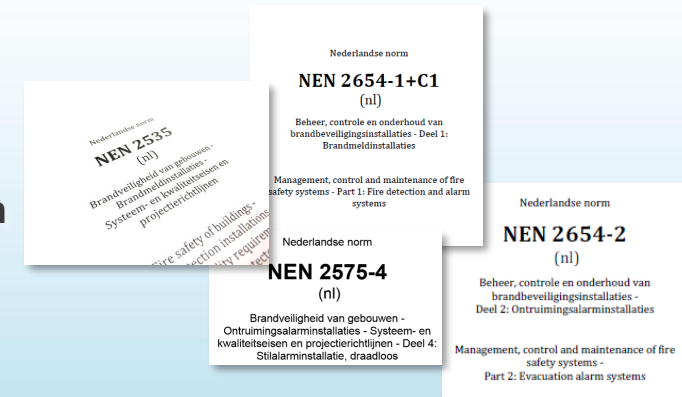 Nederlandse norm
NEN 2535
(nl)
Brandveiligheid van gebouwen -
Brandmeldinstallaties -
Systeem- en kwaliteitseisen en
projectierichtlijnen
Fire safety of buildings -
installations
Nederlandse norm
NEN 2654-1+C1
(nl)
Beheer, controle en onderhoud van
brandbeveiligingsinstallaties - Deel 1:
Brandmeldinstallaties
Management, control and maintenance of fire
safety systems - Part 1: Fire detection and alarm
systems
Nederlandse norm
NEN 2575-4
(nl)
Brandveiligheid van gebouwen -
Ontruimingsalarminstallaties - Systeem- en
kwaliteitseisen en projectierichtlijnen - Deel 4:
Stilalarminstallatie, draadloos
Nederlandse norm
NEN 2654-2
(nl)
Beheer, controle en onderhoud van
brandbeveiligingsinstallaties -
Deel 2: Ontruimingsalarminstallaties
Management, control and maintenance of fire
safety systems -
Part 2: Evacuation alarm systems